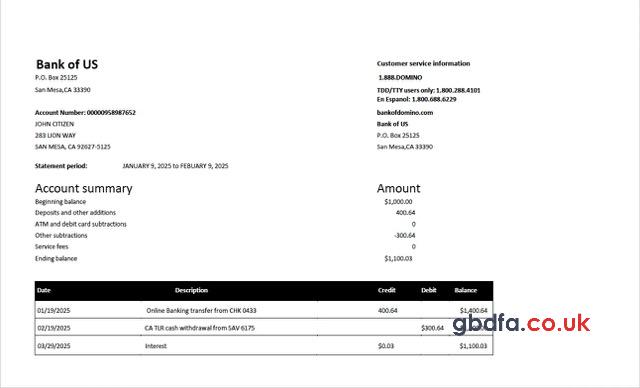 Bank of US
P.O. Box 25125
San Mesa,CA 33390
Customer service information
1.888.DOMINO
TDD/TTY users only: 1.800.288.4101
En Espanol: 1.800.688.6229
Account Number: 00000958987652
JOHN CITIZEN
283 LION WAY
SAN MESA, CA 92627-5125
bankofdomino.com
Bank of US
P.O. Box 25125
San Mesa,CA 33390
Statement period: JANUARY 9, 2025 to FEBUARY 9, 2025
Account summary Amount
Beginning balance $1,000.00
Deposits and other additions 400.64
ATM and debit card subtractions 0
Other subtractions -300.64
Service fees 0
Ending balance $1,100.03
Date Description Credit Debit Balance
01/19/2025 Online Banking transfer from CHK 0433 400.64 $1,400.64
02/19/2025 CA TLR cash withdrawal from SAV 6175 $300.64
03/29/2025 Interest $0.03 $1,100.03
gbdfa.co.uk